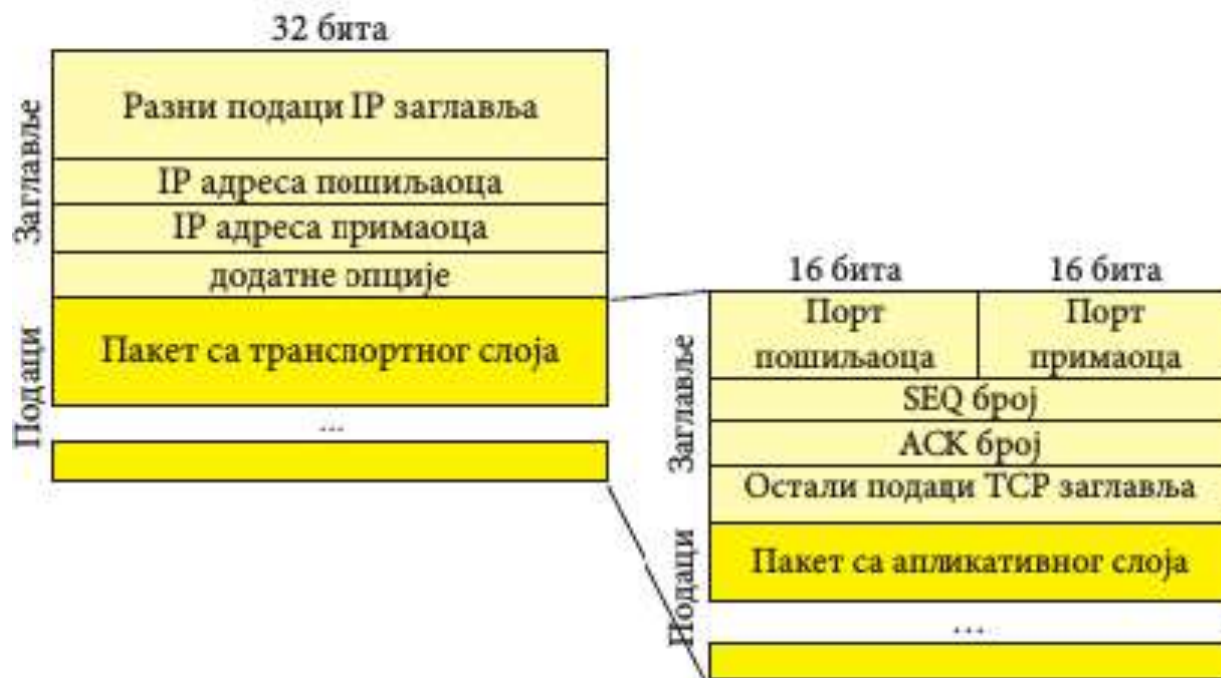 32 бита
Заглавље
Разни подаци IP заглавља
IP адреса пошиљаоца
IP адреса примаоца
додатне опције
Подаци
Пакет са транспортног слоја
...
16 бита
16 бита
Заглавље
Порт
пошиљаоца
Порт
примаоца
SEQ број
ACK број
Остали подаци TCP заглавља
Подаци
Пакет са апликативног слоја
...